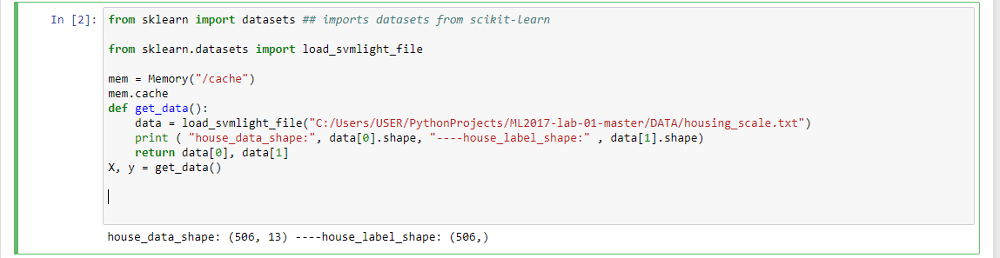 In [2]: from sklearn import datasets ## imports datasets from scikit-learn
from sklearn.datasets import load_svmlight_file
mem = Memory("/cache")
mem.cache
def get_data():
    data = load_svmlight_file("C:/Users/USER/PythonProjects/ML2017-lab-01-master/DATA/housing_scale.txt")
    print ( "house_data_shape:", data[0].shape, "----house_label_shape:" , data[1].shape)
    return data[0], data[1]
X, y = get_data()
house_data_shape: (506, 13) ----house_label_shape: (506,)